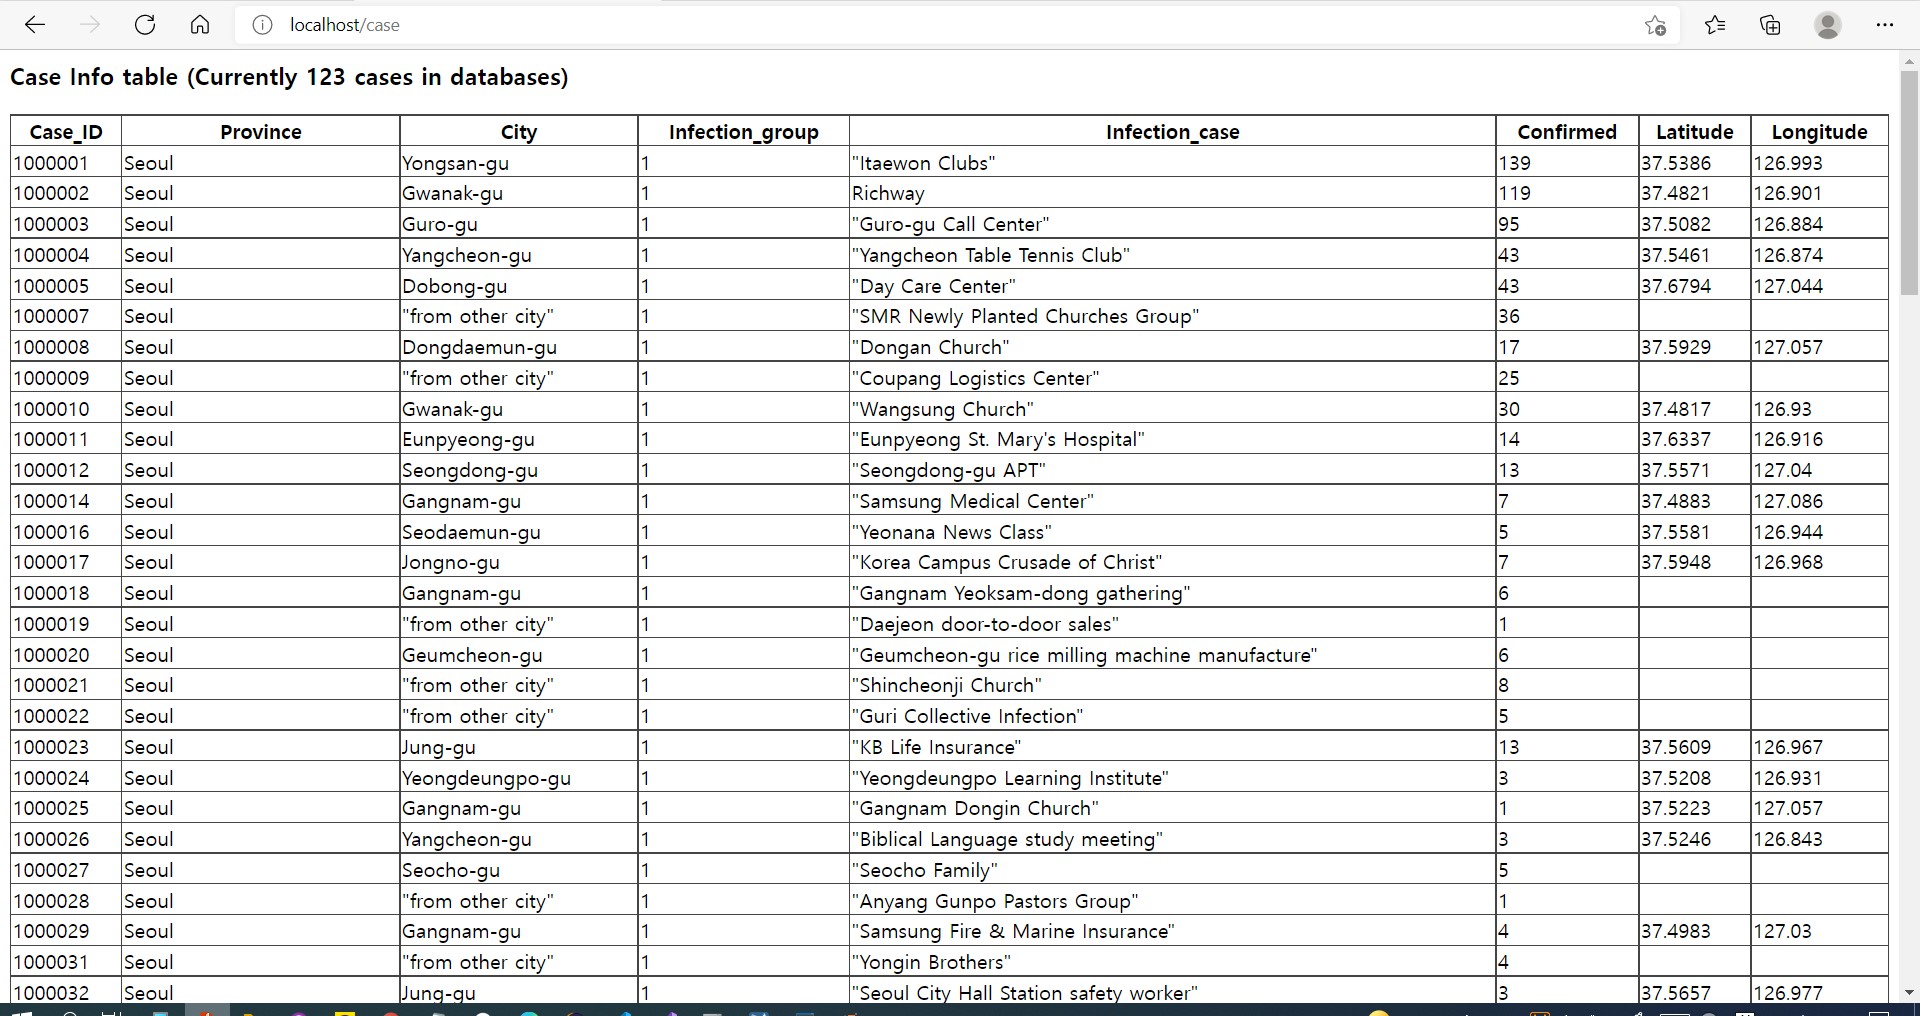 localhost/case
Case Info table (Currently 123 cases in databases)
Case_ID Province City Infection_group Infection_case Confirmed Latitude Longitude
1000001 Seoul Yongsan-gu 1 "Itaewon Clubs" 139 37.5386 126.993
1000002 Seoul Gwanak-gu 1 Richway 119 37.4821 126.901
1000003 Seoul Guro-gu 1 "Guro-gu Call Center" 95 37.5082 126.884
1000004 Seoul Yangcheon-gu 1 "Yangcheon Table Tennis Club" 43 37.5461 126.874
1000005 Seoul Dobong-gu 1 "Day Care Center" 43 37.6794 127.044
1000007 Seoul "from other city" 1 "SMR Newly Planted Churches Group" 36
1000008 Seoul Dongdaemun-gu 1 "Dongan Church" 17 37.5929 127.057
1000009 Seoul "from other city" 1 "Coupang Logistics Center" 25
1000010 Seoul Gwanak-gu 1 "Wangsung Church" 30 37.4817 126.93
1000011 Seoul Eunpyeong-gu 1 "Eunpyeong St. Mary's Hospital" 14 37.6337 126.916
1000012 Seoul Seongdong-gu 1 "Seongdong-gu APT" 13 37.5571 127.04
1000014 Seoul Gangnam-gu 1 "Samsung Medical Center" 7 37.4883 127.086
1000016 Seoul Seodaemun-gu 1 "Yeonana News Class" 5 37.5581 126.944
1000017 Seoul Jongno-gu 1 "Korea Campus Crusade of Christ" 7 37.5948 126.968
1000018 Seoul Gangnam-gu 1 "Gangnam Yeoksam-dong gathering" 6
1000019 Seoul "from other city" 1 "Daejeon door-to-door sales" 1
1000020 Seoul Geumcheon-gu 1 "Geumcheon-gu rice milling machine manufacture" 6
1000021 Seoul "from other city" 1 "Shincheonji Church" 8
1000022 Seoul "from other city" 1 "Guri Collective Infection" 5
1000023 Seoul Jung-gu 1 "KB Life Insurance" 13 37.5609 126.967
1000024 Seoul Yeongdeungpo-gu 1 "Yeongdeungpo Learning Institute" 3 37.5208 126.931
1000025 Seoul Gangnam-gu 1 "Gangnam Dongin Church" 1 37.5223 127.057
1000026 Seoul Yangcheon-gu 1 "Biblical Language study meeting" 3 37.5246 126.843
1000027 Seoul Seocho-gu 1 "Seocho Family" 5
1000028 Seoul "from other city" 1 "Anyang Gunpo Pastors Group" 1
1000029 Seoul Gangnam-gu 1 "Samsung Fire & Marine Insurance" 4 37.4983 127.03
1000031 Seoul "from other city" 1 "Yongin Brothers" 4
1000032 Seoul Jung-gu 1 "Seoul City Hall Station safety worker" 3 37.5657 126.977